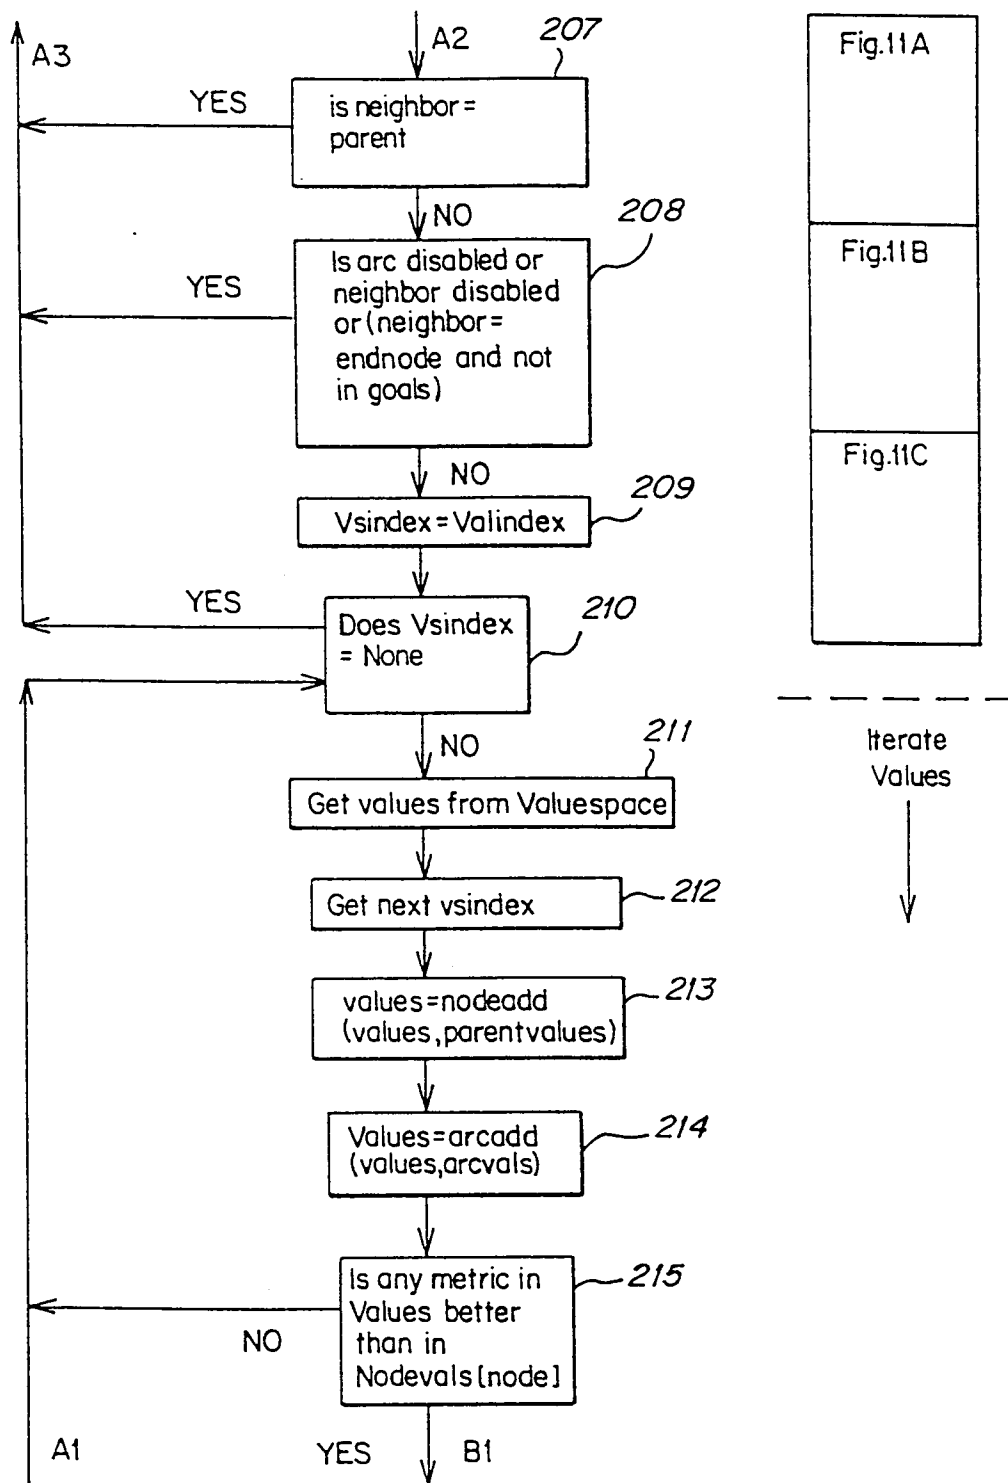 A3
A2
207
Fig.11A
YES
is neighbor=
parent
NO
208
YES
Is arc disabled or
neighbor disabled
or (neighbor=
endnode and not
in goals)
Fig.11B
NO
209
Vsindex=Valindex
Fig.11C
YES
210
Does Vsindex
= None
NO
211
Iterate
Values
Get values from Valuespace
212
Get next vsindex
213
values=nodeadd
(values,parentvalues)
214
Values=arcadd
(values,arcvals)
215
Is any metric in
Values better
than in
Nodevals[node]
NO
A1
YES
B1